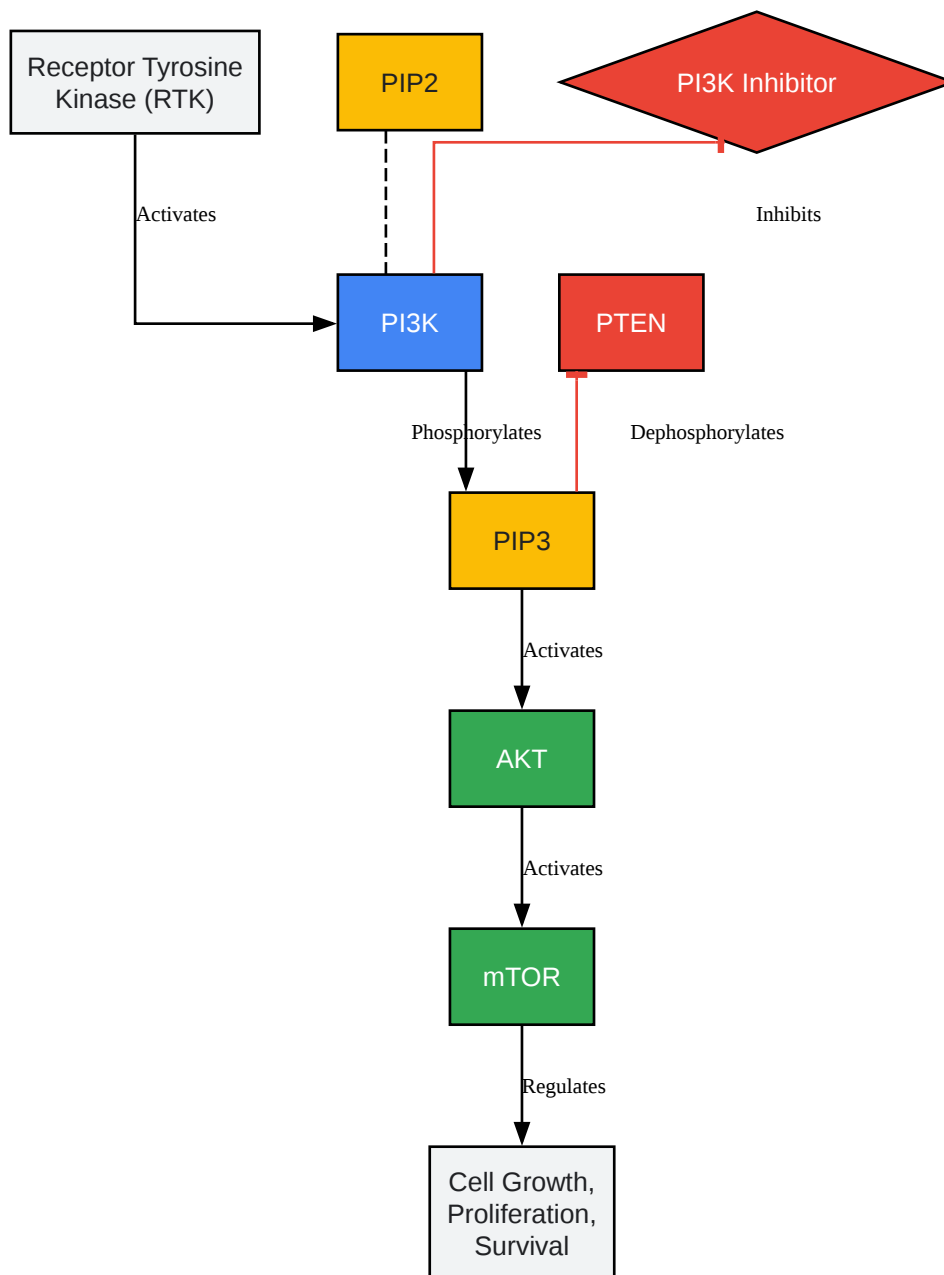 Receptor Tyrosine
Kinase (RTK)
PIP2
PI3K Inhibitor
Activates
Inhibits
PI3K
PTEN
Phosphorylates
Dephosphorylates
PIP3
Activates
AKT
Activates
mTOR
Regulates
Cell Growth,
Proliferation,
Survival